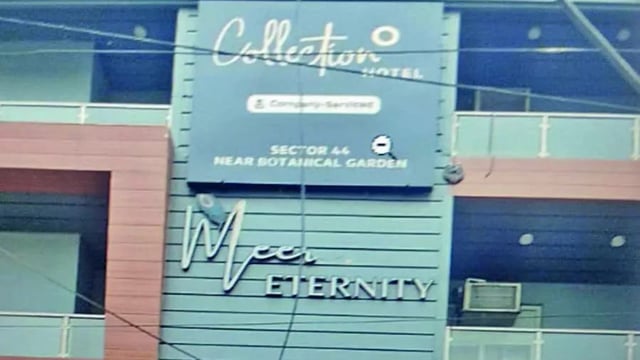 Collection O
HOTEL
Company-Serviced
SECTOR 44
NEAR BOTANICAL GARDEN
Meer
ETERNITY